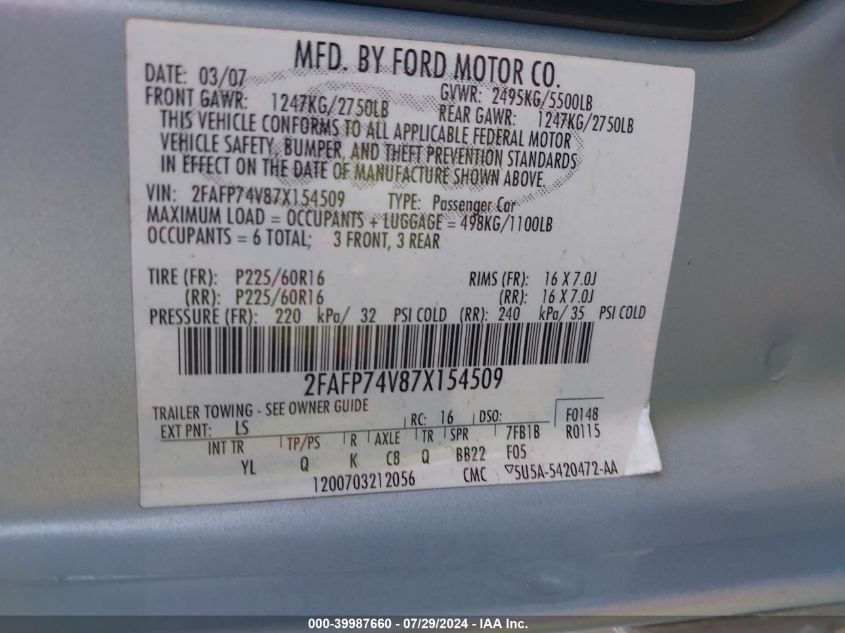 MFD. BY FORD MOTOR CO.
DATE: 03/07 GVWR: 2495KG/5500LB
FRONT GAWR: 1247KG/2750LB REAR GAWR: 1247KG/2750LB
THIS VEHICLE CONFORMS TO ALL APPLICABLE FEDERAL MOTOR
VEHICLE SAFETY, BUMPER, AND THEFT PREVENTION STANDARDS
IN EFFECT ON THE DATE OF MANUFACTURE SHOWN ABOVE.
VIN: 2FAFP74V87X154509 TYPE: Passenger Car
MAXIMUM LOAD = OCCUPANTS + LUGGAGE = 498KG/1100LB
OCCUPANTS = 6 TOTAL; 3 FRONT, 3 REAR
TIRE (FR): P225/60R16 RIMS (FR): 16 X 7.0J
(RR): P225/60R16 (RR): 16 X 7.0J
PRESSURE (FR): 220 kPa/ 32 PSI COLD (RR): 240 kPa/ 35 PSI COLD
2FAFP74V87X154509
TRAILER TOWING - SEE OWNER GUIDE
EXT PNT: LS RC: 16 DSO: F0148
INT TR TP/PS R AXLE TR SPR 7FB1B R0115
YL Q K C8 Q BB22 F05
1200703212056 CMC ▽5U5A-5420472-AA
000-39987660 - 07/29/2024 - IAA Inc.